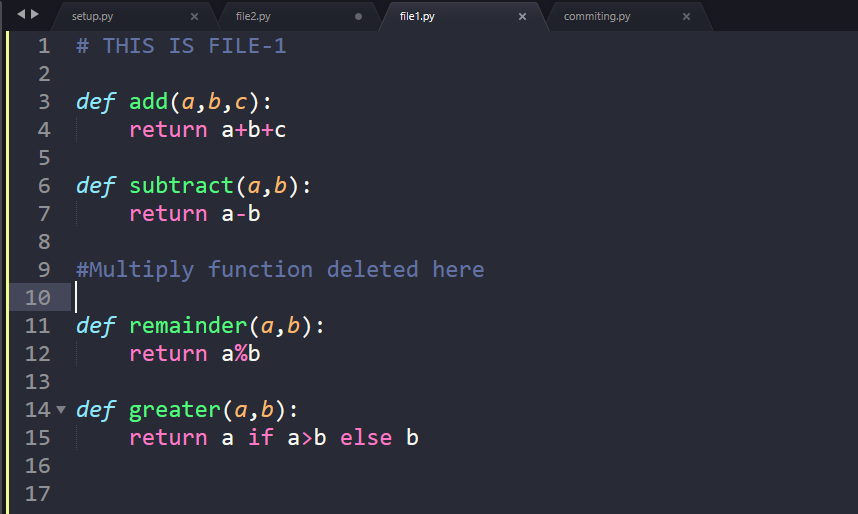 setup.py × file2.py file1.py × commiting.py ×
1 # THIS IS FILE-1
2
3 def add(a,b,c):
4     return a+b+c
5
6 def subtract(a,b):
7     return a-b
8
9 #Multiply function deleted here
10
11 def remainder(a,b):
12     return a%b
13
14 def greater(a,b):
15     return a if a>b else b
16
17